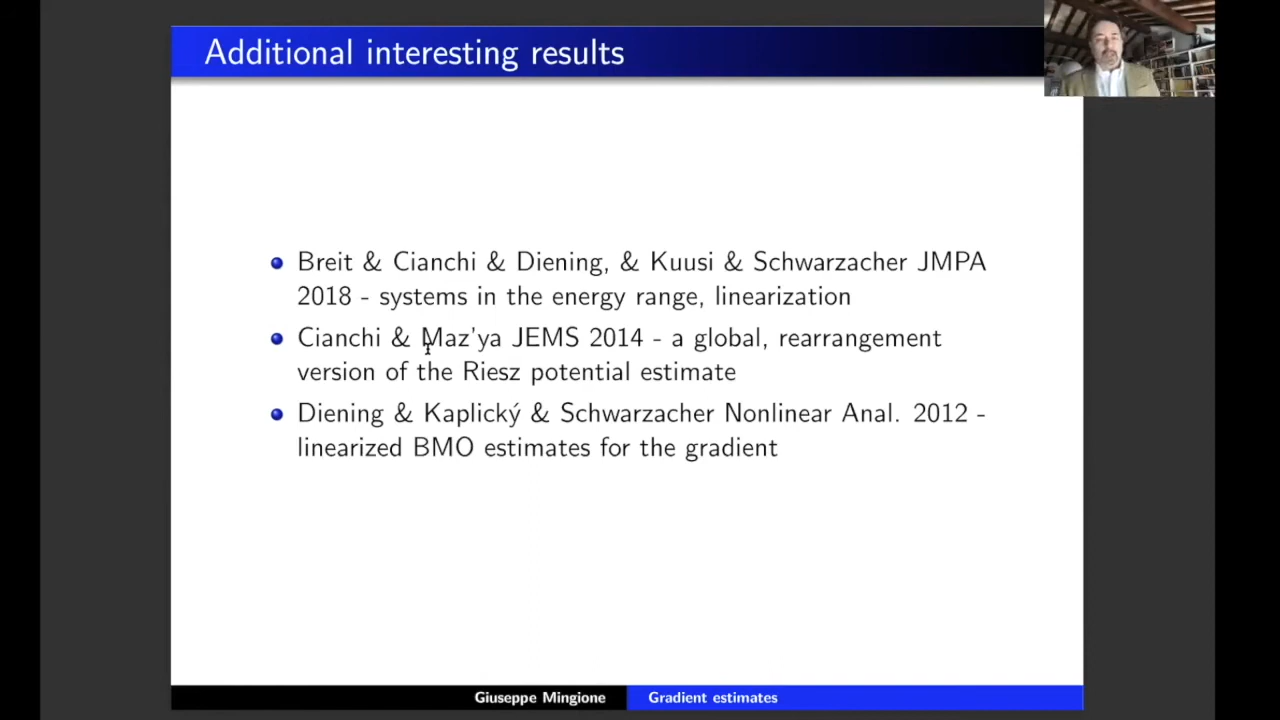 Additional interesting results
Breit & Cianchi & Diening, & Kuusi & Schwarzacher JMPA
2018 - systems in the energy range, linearization
Cianchi & Maz'ya JEMS 2014 - a global, rearrangement
version of the Riesz potential estimate
Diening & Kaplický & Schwarzacher Nonlinear Anal. 2012 -
linearized BMO estimates for the gradient
Giuseppe Mingione
Gradient estimates